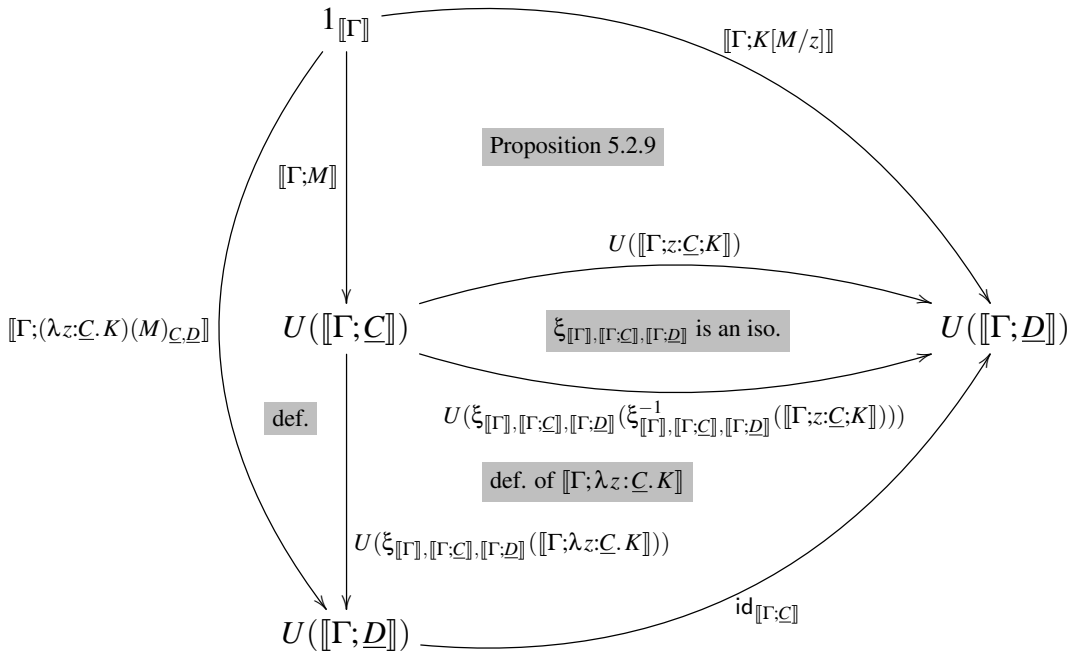 1_{⟦Γ⟧}
⟦Γ;K[M/z]⟧
Proposition 5.2.9
⟦Γ;M⟧
U(⟦Γ;z:C̲;K⟧)
⟦Γ;(λz:C̲.K)(M)_{C̲,D̲}⟧
U(⟦Γ;C̲⟧)
ξ_{⟦Γ⟧,⟦Γ;C̲⟧,⟦Γ;D̲⟧} is an iso.
U(⟦Γ;D̲⟧)
U(ξ_{⟦Γ⟧,⟦Γ;C̲⟧,⟦Γ;D̲⟧}(ξ^{-1}_{⟦Γ⟧,⟦Γ;C̲⟧,⟦Γ;D̲⟧}(⟦Γ;z:C̲;K⟧)))
def.
def. of ⟦Γ;λz:C̲.K⟧
U(ξ_{⟦Γ⟧,⟦Γ;C̲⟧,⟦Γ;D̲⟧}(⟦Γ;λz:C̲.K⟧))
id_{⟦Γ;C̲⟧}
U(⟦Γ;D̲⟧)